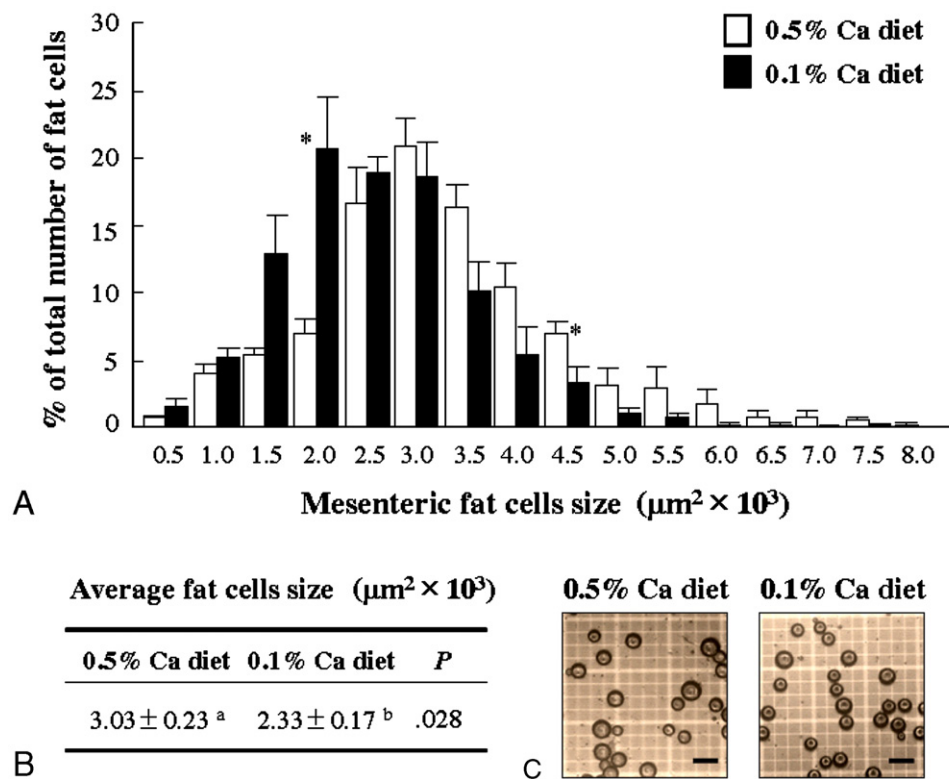 30
25
20
15
10
5
0
% of total number of fat cells
0.5% Ca diet
0.1% Ca diet
*
*
0.5 1.0 1.5 2.0 2.5 3.0 3.5 4.0 4.5 5.0 5.5 6.0 6.5 7.0 7.5 8.0
A
Mesenteric fat cells size (μm² × 10³)
Average fat cells size (μm² × 10³)
0.5% Ca diet 0.1% Ca diet P
3.03 ± 0.23 a 2.33 ± 0.17 b .028
B
0.5% Ca diet 0.1% Ca diet
C